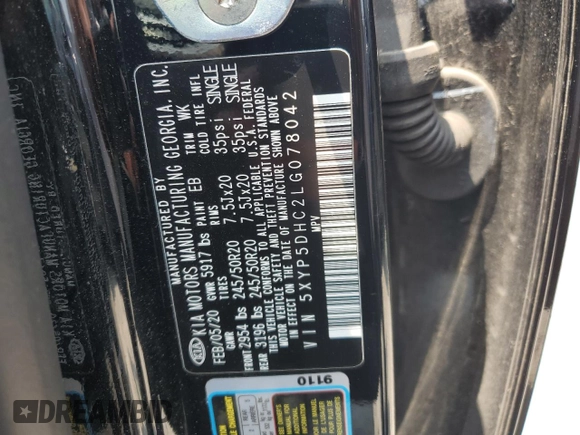 MANUFACTURED BY
KIA KIA MOTORS MANUFACTURING GEORGIA, INC.
FEB/05/20 GVWR 5917 lbs PAINT EB TRIM WK
GAWR TIRES RIMS COLD TIRE INFL
FRONT 2954 lbs 245/50R20 7.5Jx20 35psi SINGLE
REAR 3196 lbs 245/50R20 7.5Jx20 35psi SINGLE
THIS VEHICLE CONFORMS TO ALL APPLICABLE U.S.A. FEDERAL
MOTOR VEHICLE SAFETY AND THEFT PREVENTION STANDARDS
IN EFFECT ON THE DATE OF MANUFACTURE SHOWN ABOVE
VIN 5XYP5DHC2LG078042
MPV
9110
DREAMBID